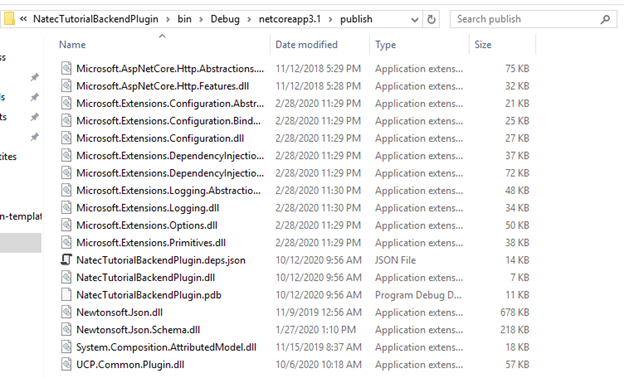 « NatecTutorialBackendPlugin > bin > Debug > netcoreapp3.1 > publish Search publish
Name Date modified Type Size
Microsoft.AspNetCore.Http.Abstractions.... 11/12/2018 5:29 PM Application extens... 75 KB
Microsoft.AspNetCore.Http.Features.dll 11/12/2018 5:28 PM Application extens... 32 KB
Microsoft.Extensions.Configuration.Abstr... 2/28/2020 11:29 PM Application extens... 21 KB
Microsoft.Extensions.Configuration.Bind... 2/28/2020 11:29 PM Application extens... 25 KB
Microsoft.Extensions.Configuration.dll 2/28/2020 11:29 PM Application extens... 27 KB
Microsoft.Extensions.DependencyInjectio... 2/28/2020 11:29 PM Application extens... 37 KB
Microsoft.Extensions.DependencyInjectio... 2/28/2020 11:29 PM Application extens... 72 KB
Microsoft.Extensions.Logging.Abstractio... 2/28/2020 11:30 PM Application extens... 48 KB
Microsoft.Extensions.Logging.dll 2/28/2020 11:30 PM Application extens... 34 KB
Microsoft.Extensions.Options.dll 2/28/2020 11:29 PM Application extens... 50 KB
Microsoft.Extensions.Primitives.dll 2/28/2020 11:29 PM Application extens... 38 KB
NatecTutorialBackendPlugin.deps.json 10/12/2020 9:56 AM JSON File 14 KB
NatecTutorialBackendPlugin.dll 10/12/2020 9:56 AM Application extens... 7 KB
NatecTutorialBackendPlugin.pdb 10/12/2020 9:56 AM Program Debug D... 11 KB
Newtonsoft.Json.dll 11/9/2019 12:56 AM Application extens... 678 KB
Newtonsoft.Json.Schema.dll 1/27/2020 1:10 PM Application extens... 218 KB
System.Composition.AttributedModel.dll 11/15/2019 8:37 AM Application extens... 18 KB
UCP.Common.Plugin.dll 10/6/2020 10:18 AM Application extens... 57 KB
ss
ls
ts
tites
n-templat